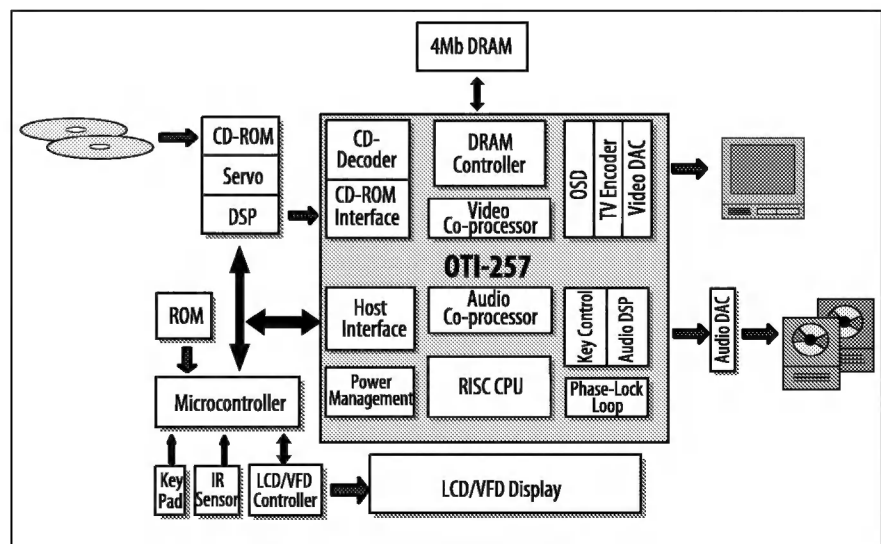 4Mb DRAM
CD-ROM
Servo
DSP
CD-
Decoder
CD-ROM
Interface
DRAM
Controller
Video
Co-processor
OSD
TV Encoder
Video DAC
OTI-257
ROM
Host
Interface
Audio
Co-processor
Key Control
Audio DSP
Audio DAC
Microcontroller
Power
Management
RISC CPU
Phase-Lock
Loop
Key
Pad
IR
Sensor
LCD/VFD
Controller
LCD/VFD Display